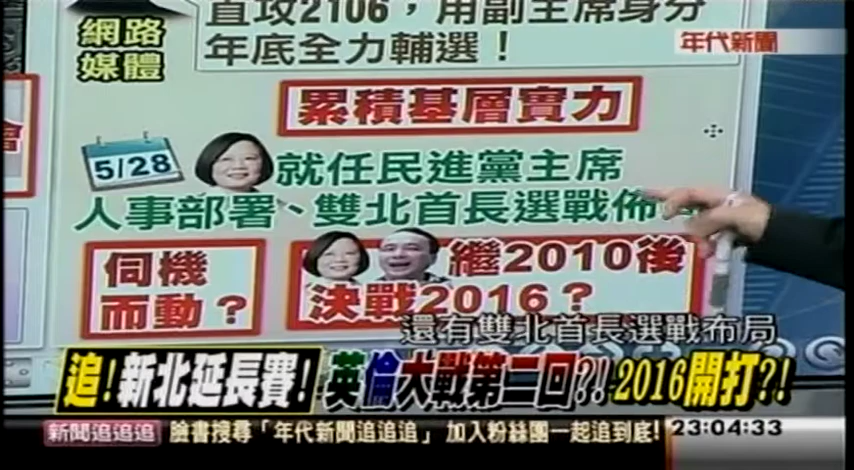 網路
媒體
直攻2106，用副主席身分
年底全力輔選！
年代新聞
累積基層實力
5/28
就任民進黨主席
人事部署、雙北首長選戰佈
伺機
而動？
繼2010後
決戰2016？
還有雙北首長選戰布局
追!新北延長賽! 英倫大戰第二回?!2016開打?!
新聞追追追 臉書搜尋「年代新聞追追追」 加入粉絲團一起追到底! 23:04:33